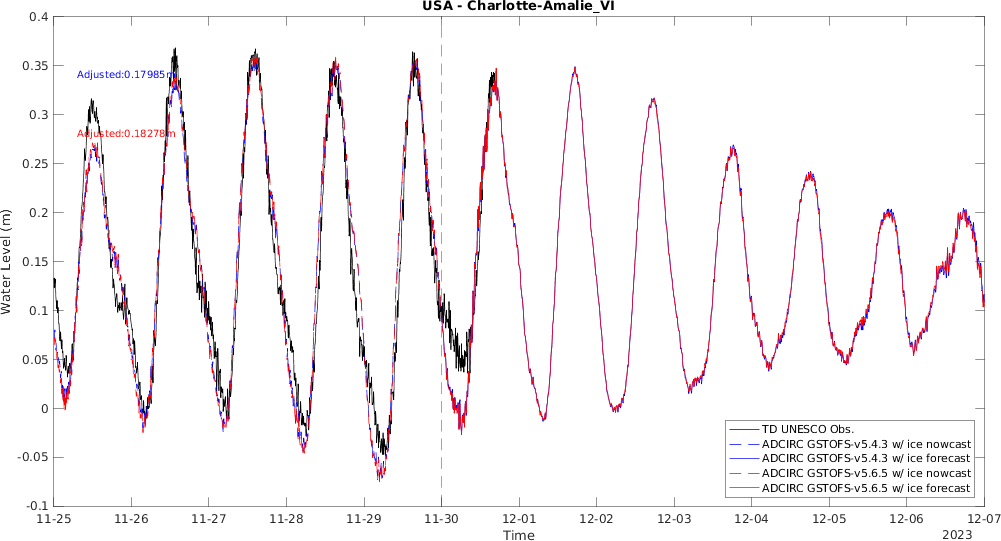 USA - Charlotte-Amalie_VI
0.4
0.35
0.3
0.25
0.2
0.15
0.1
0.05
0
-0.05
-0.1
Water Level (m)
Adjusted:0.17985m
Adjusted:0.18278m
TD UNESCO Obs.
ADCIRC GSTOFS-v5.4.3 w/ ice nowcast
ADCIRC GSTOFS-v5.4.3 w/ ice forecast
ADCIRC GSTOFS-v5.6.5 w/ ice nowcast
ADCIRC GSTOFS-v5.6.5 w/ ice forecast
11-25 11-26 11-27 11-28 11-29 11-30 12-01 12-02 12-03 12-04 12-05 12-06 12-07
Time
2023